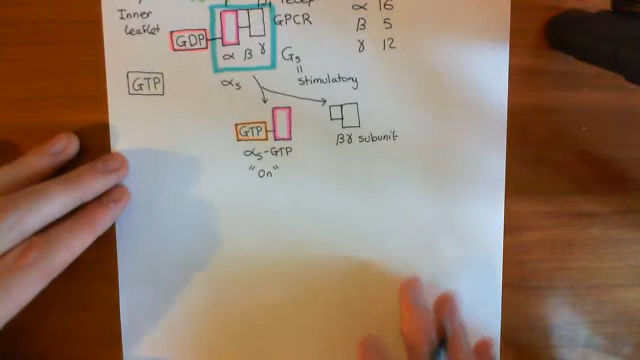 Inner
leaflet
GPCR
GDP
α β γ
Gs
=
stimulatory
α 16
β 5
γ 12
GTP
αs
GTP
αs-GTP
"On"
βγ subunit